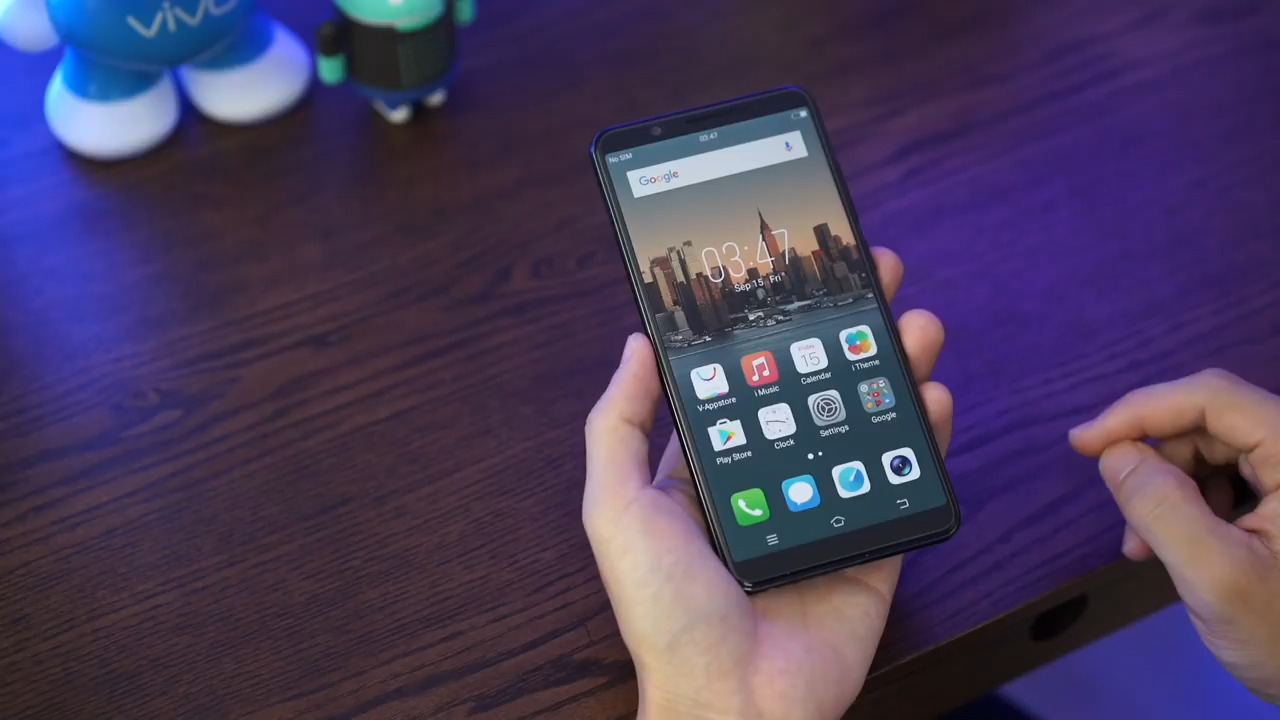 vivo
No SIM
03:47
Google
03:47
Sep 15 Fri
V-Appstore
i Music
Friday
15
Calendar
i Theme
Play Store
Clock
Settings
Google